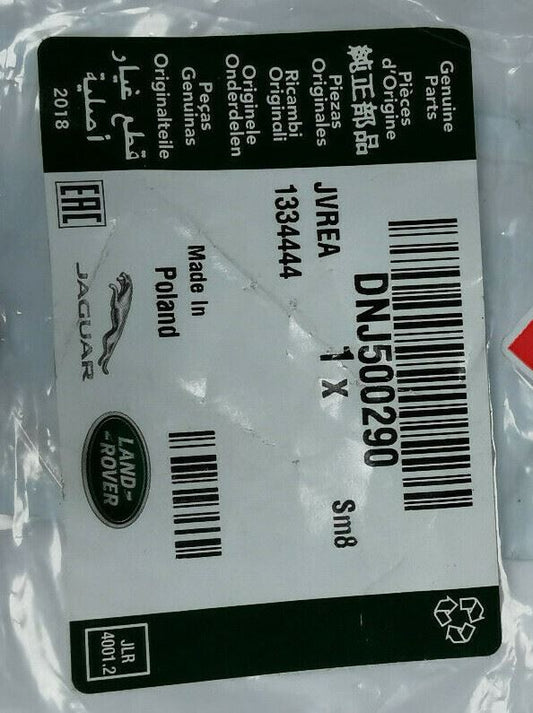 Genuine
Parts
Pièces
d'Origine
純正部品
Piezas
Originales
Ricambi
Originali
Originele
Onderdelen
Peças
Genuinas
Originalteile
قطع غيار
أصلية
2018
DNJ500290
1 X
Sm8
JVREA
1334444
Made In
Poland
EAC
JAGUAR
LAND-
-ROVER
JLR
4001.2